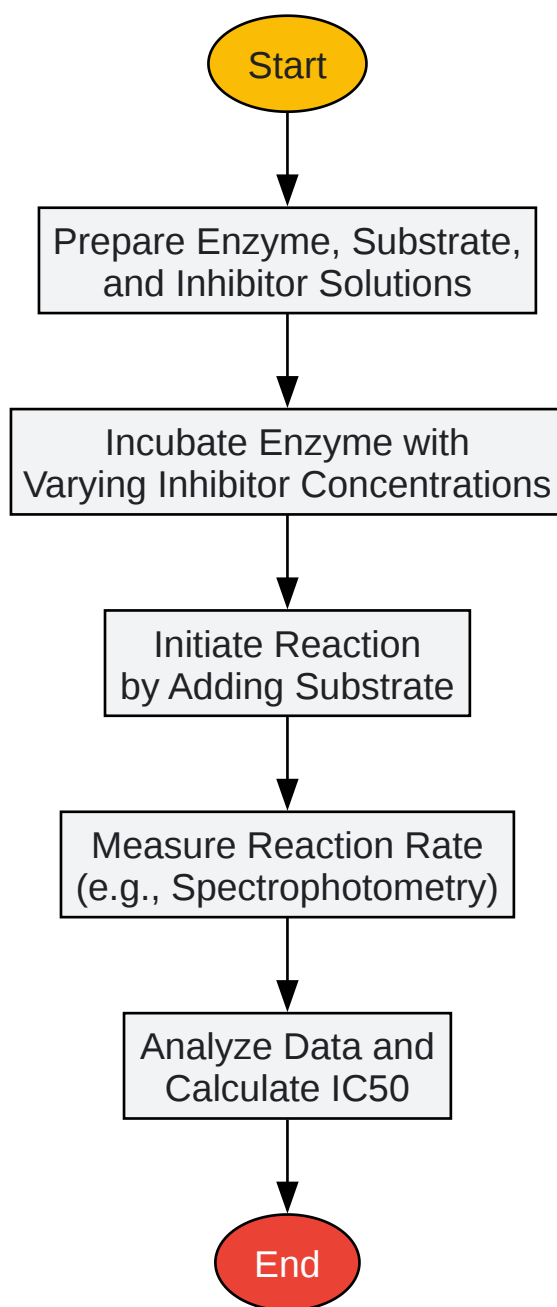 Start
Prepare Enzyme, Substrate,
and Inhibitor Solutions
Incubate Enzyme with
Varying Inhibitor Concentrations
Initiate Reaction
by Adding Substrate
Measure Reaction Rate
(e.g., Spectrophotometry)
Analyze Data and
Calculate IC50
End